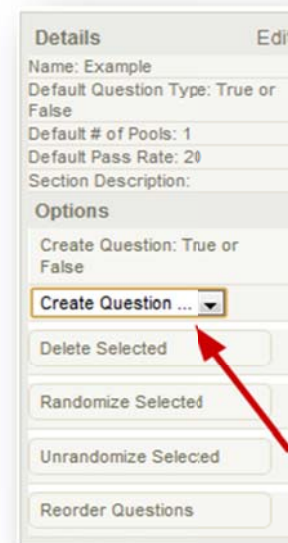 Details Edit
Name: Example
Default Question Type: True or
False
Default # of Pools: 1
Default Pass Rate: 20
Section Description:
Options
Create Question: True or
False
Create Question ...
Delete Selected
Randomize Selected
Unrandomize Selected
Reorder Questions